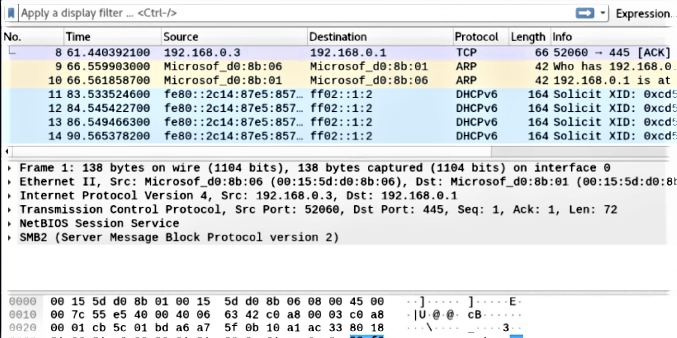 Apply a display filter ... <Ctrl-/> Expression
No. Time Source Destination Protocol Length Info
8 61.440392100 192.168.0.3 192.168.0.1 TCP 66 52060 → 445 [ACK]
9 66.559903000 Microsof_d0:8b:06 Microsof_d0:8b:01 ARP 42 Who has 192.168.0
10 66.561858700 Microsof_d0:8b:01 Microsof_d0:8b:06 ARP 42 192.168.0.1 is at
11 83.533524600 fe80::2c14:87e5:857… ff02::1:2 DHCPv6 164 Solicit XID: 0xcd5
12 84.545422700 fe80::2c14:87e5:857… ff02::1:2 DHCPv6 164 Solicit XID: 0xcd5
13 86.549466300 fe80::2c14:87e5:857… ff02::1:2 DHCPv6 164 Solicit XID: 0xcd5
14 90.565378200 fe80::2c14:87e5:857… ff02::1:2 DHCPv6 164 Solicit XID: 0xcd5
Frame 1: 138 bytes on wire (1104 bits), 138 bytes captured (1104 bits) on interface 0
Ethernet II, Src: Microsof_d0:8b:06 (00:15:5d:d0:8b:06), Dst: Microsof_d0:8b:01 (00:15:5d:d0:8b
Internet Protocol Version 4, Src: 192.168.0.3, Dst: 192.168.0.1
Transmission Control Protocol, Src Port: 52060, Dst Port: 445, Seq: 1, Ack: 1, Len: 72
NetBIOS Session Service
SMB2 (Server Message Block Protocol version 2)
0000 00 15 5d d0 8b 01 00 15 5d d0 8b 06 08 00 45 00 ··]····· ]·····E·
0010 00 7c 55 e5 40 00 40 06 63 42 c0 a8 00 03 c0 a8 ·|U·@·@· cB······
0020 00 01 cb 5c 01 bd a6 a7 5f 0b 10 a1 ac 33 80 18 ···\···· _····3··